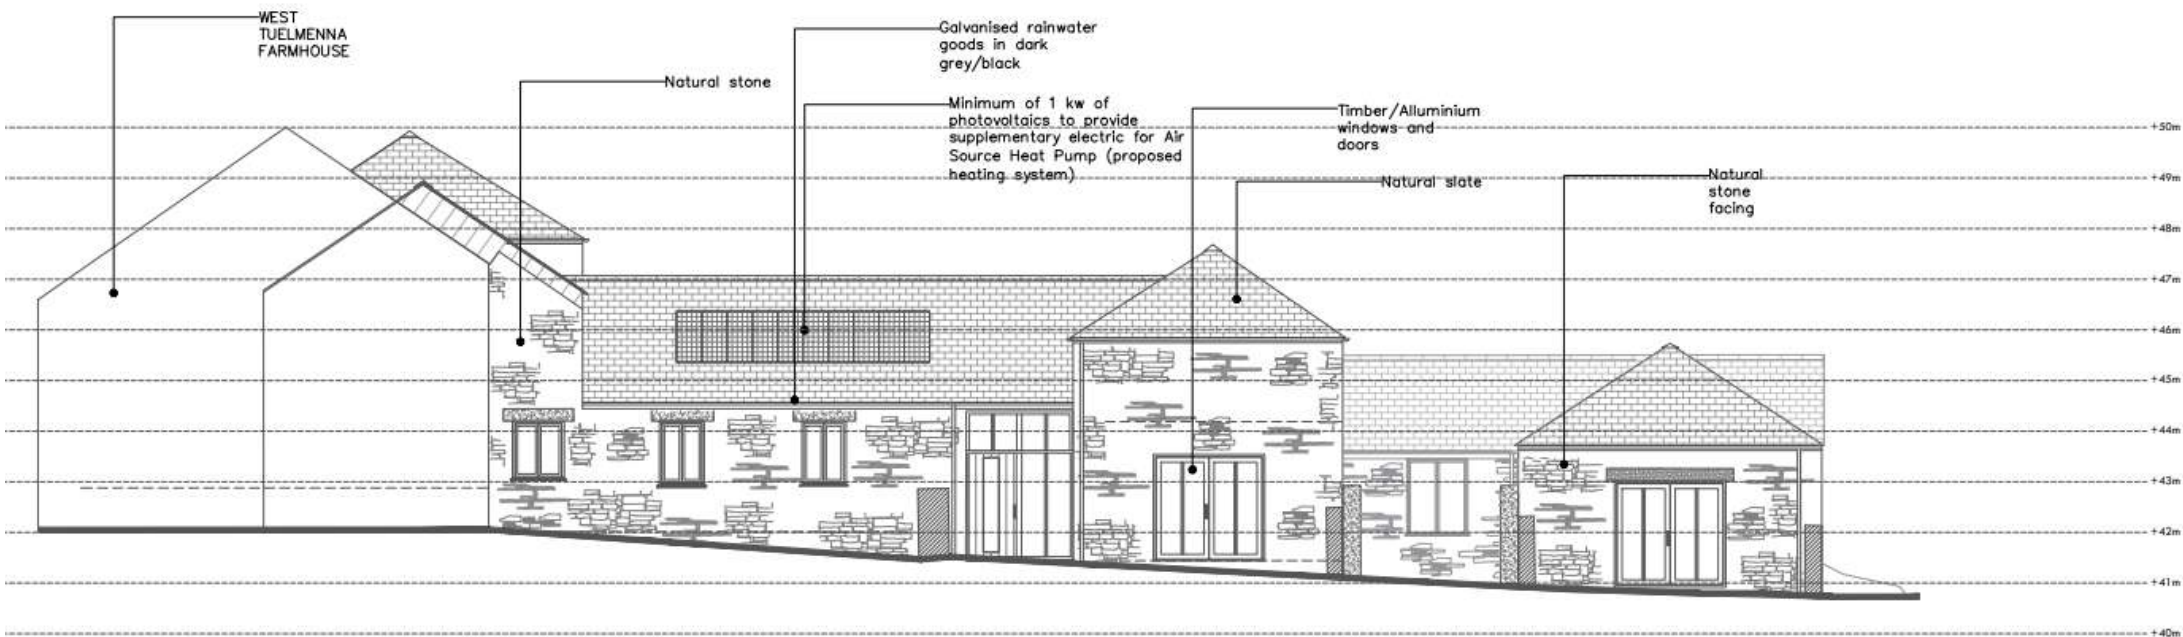 WEST
TUELMENNA
FARMHOUSE
Natural stone
Galvanised rainwater
goods in dark
grey/black
Minimum of 1 kw of
photovoltaics to provide
supplementary electric for Air
Source Heat Pump (proposed
heating system)
Timber/Alluminium
windows and
doors
Natural slate
Natural
stone
facing
+50m
+49m
+48m
+47m
+46m
+45m
+44m
+43m
+42m
+41m
+40m